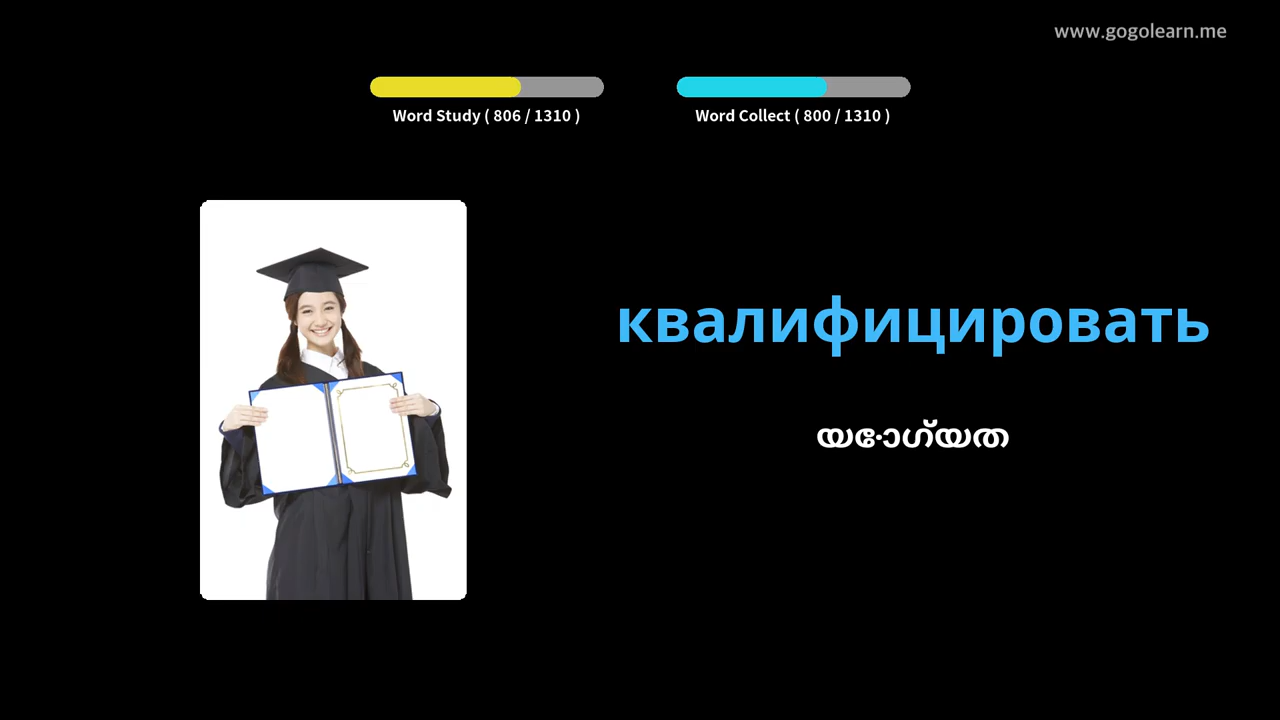 www.gogolearn.me
Word Study ( 806 / 1310 )
Word Collect ( 800 / 1310 )
квалифицировать
യോഗ്യത